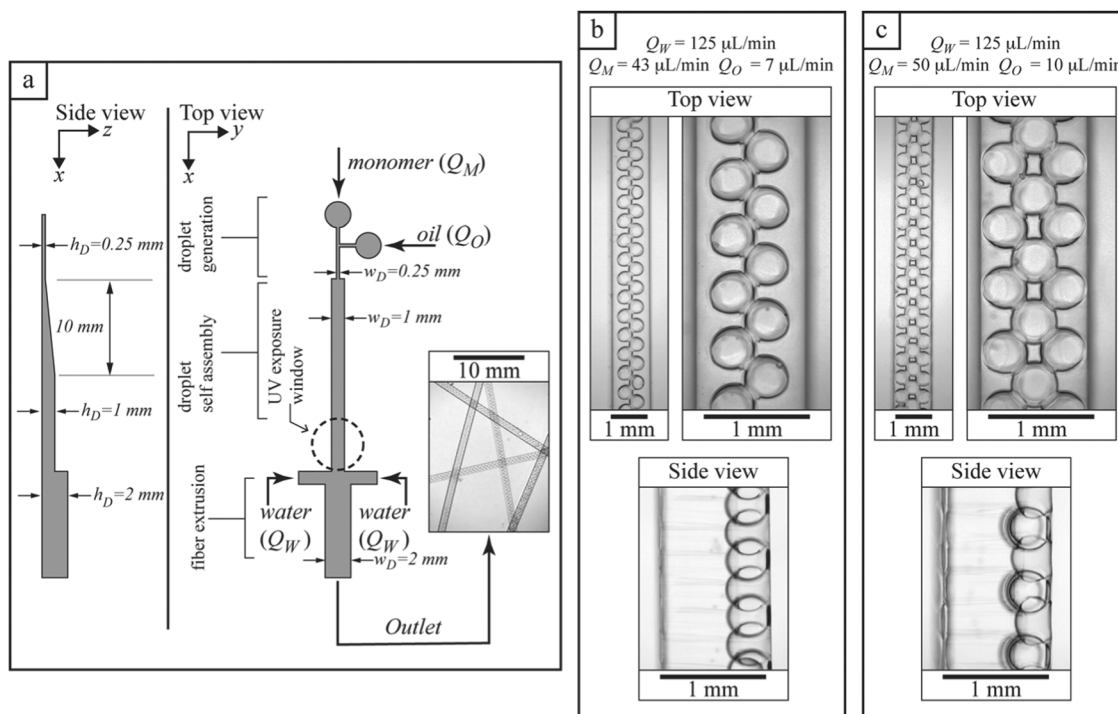 a
Side view
z
x
h_D=0.25 mm
10 mm
h_D=1 mm
h_D=2 mm
Top view
y
x
monomer (Q_M)
droplet
generation
oil (Q_O)
w_D=0.25 mm
droplet
self assembly
w_D=1 mm
UV exposure
window
10 mm
fiber extrusion
water
(Q_W)
water
(Q_W)
w_D=2 mm
Outlet
b
Q_W = 125 μL/min
Q_M = 43 μL/min Q_O = 7 μL/min
Top view
1 mm
1 mm
Side view
1 mm
c
Q_W = 125 μL/min
Q_M = 50 μL/min Q_O = 10 μL/min
Top view
1 mm
1 mm
Side view
1 mm